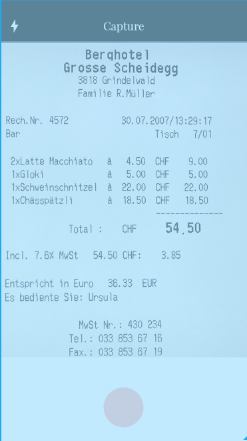 Capture
Berghotel
Grosse Scheidegg
3818 Grindelwald
Familie R.Müller
Rech.Nr. 4572 30.07.2007/13:29:17
Bar Tisch 7/01
2xLatte Macchiato à 4.50 CHF 9.00
1xGloki à 5.00 CHF 5.00
1xSchweinschnitzel à 22.00 CHF 22.00
1xChässpätzli à 18.50 CHF 18.50
Total : CHF 54.50
Incl. 7.6% MwSt 54.50 CHF: 3.85
Entspricht in Euro 36.33 EUR
Es bediente Sie: Ursula
MwSt Nr.: 430 234
Tel.: 033 853 67 16
Fax.: 033 853 67 19